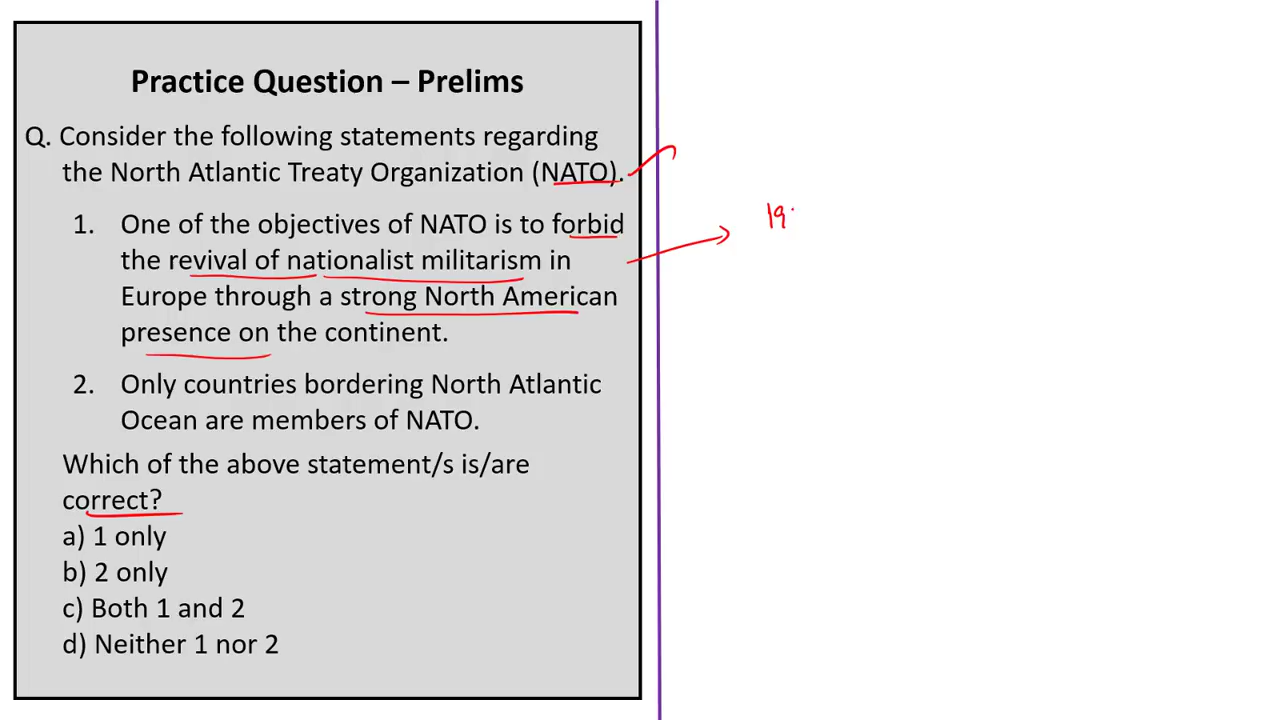 Practice Question – Prelims
Q. Consider the following statements regarding
the North Atlantic Treaty Organization (NATO).
1. One of the objectives of NATO is to forbid
the revival of nationalist militarism in
Europe through a strong North American
presence on the continent.
2. Only countries bordering North Atlantic
Ocean are members of NATO.
Which of the above statement/s is/are
correct?
a) 1 only
b) 2 only
c) Both 1 and 2
d) Neither 1 nor 2
19